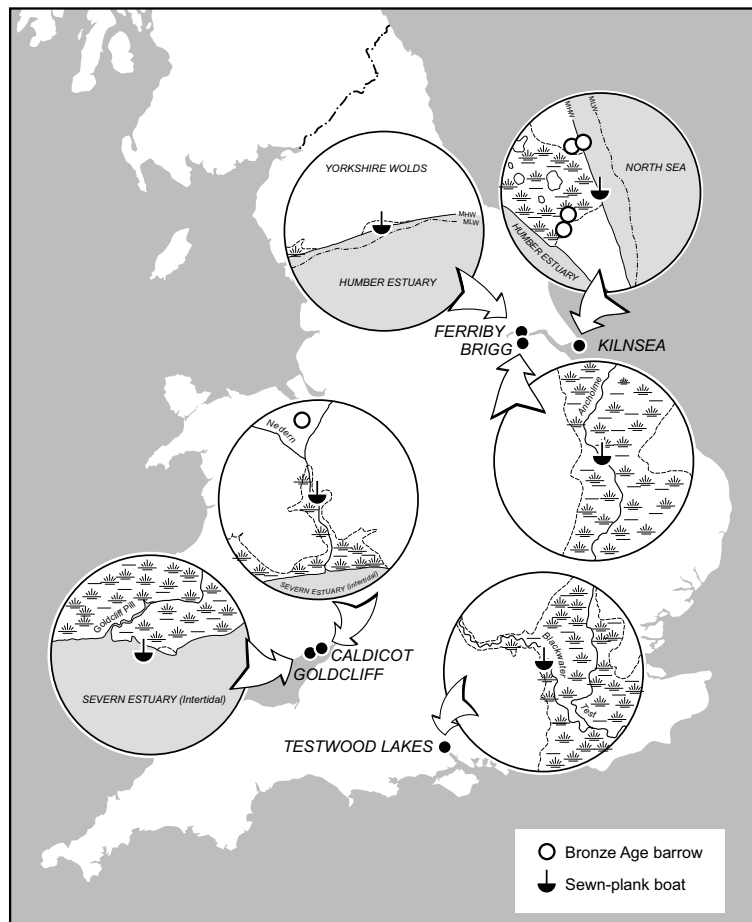 YORKSHIRE WOLDS
MHW
MLW
HUMBER ESTUARY
MHW
MLW
NORTH SEA
HUMBER ESTUARY
FERRIBY
BRIGG
KILNSEA
Ancholme
Nedern
SEVERN ESTUARY (intertidal)
Goldcliff Pill
SEVERN ESTUARY (Intertidal)
CALDICOT
GOLDCLIFF
Blackwater
Test
TESTWOOD LAKES
Bronze Age barrow
Sewn-plank boat